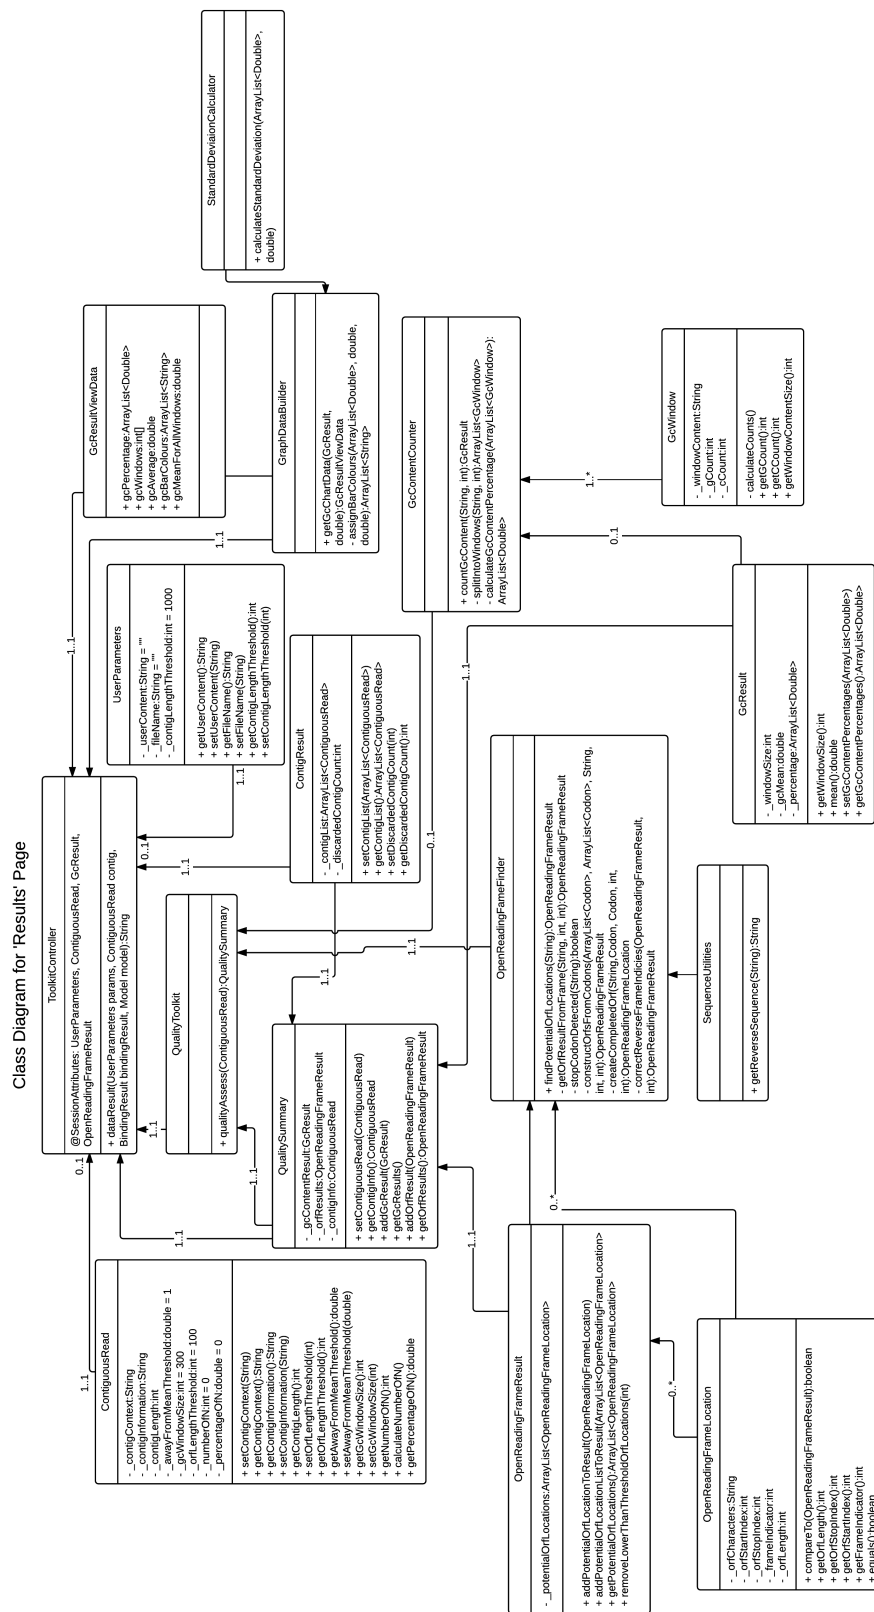 Class Diagram for 'Results' Page
ContiguousRead
- _contigContext:String
- _contigInformation:String
- _contigLength:int
- _awayFromMeanThreshold:double = 1
- _gcWindowSize:int = 300
- _orfLengthThreshold:int = 100
- _numberOfN:int = 0
- _percentageOfN:double = 0
+ setContigContext(String)
+ getContigContext():String
+ getContigInformation():String
+ setContigInformation(String)
+ getContigLength():int
+ setOrfLengthThreshold(int)
+ getOrfLengthThreshold():int
+ getAwayFromMeanThreshold():double
+ setAwayFromMeanThreshold(double)
+ getGcWindowSize():int
+ setGcWindowSize(int)
+ getNumberOfN():int
+ calculateNumberOfN()
+ getPercentageOfN():double
1..1
0..1
ToolkitController
@SessionAttributes: UserParameters, ContiguousRead, GcResult,
OpenReadingFrameResult
+ dataResult(UserParameters params, ContiguousRead contig,
BindingResult bindingResult, Model model):String
1..1
1..1
0..1
1..1
1..1
1..1
1..1
UserParameters
- _userContent:String = ""
- _fileName:String = ""
- _contigLengthThreshold:int = 1000
+ getUserContent():String
+ setUserContent(String)
+ getFileName():String
+ setFileName(String)
+ getContigLengthThreshold():int
+ setContigLengthThreshold(int)
GcResultViewData
+ gcPercentage:ArrayList<Double>
+ gcWindows:int[]
+ gcAverage:double
+ gcBarColours:ArrayList<String>
+ gcMeanForAllWindows:double
StandardDeviaionCalculator
+ calculateStandardDeviation(ArrayList<Double>,
double)
QualityToolkit
+ qualityAssess(ContiguousRead):QualitySummary
1..1
QualitySummary
- _gcContentResult:GcResult
- _orfResults:OpenReadingFrameResult
- _contigInfo:ContiguousRead
+ setContiguousRead(ContiguousRead)
+ getContigInfo():ContiguousRead
+ addGcResult(GcResult)
+ getGcResults()
+ addOrfResult(OpenReadingFrameResult)
+ getOrfResults():OpenReadingFrameResult
1..1
ContigResult
- _contigList:ArrayList<ContiguousRead>
- _discardedContigCount:int
+ setContigList(ArrayList<ContiguousRead>)
+ getContigList():ArrayList<ContiguousRead>
+ setDiscardedContigCount(int)
+ getDiscardedContigCount():int
GraphDataBuilder
+ getGcChartData(GcResult,
double):GcResultViewData
- assignBarColours(ArrayList<Double>, double,
double):ArrayList<String>
GcContentCounter
+ countGcContent(String, int):GcResult
- splitIntoWindows(String, int):ArrayList<GcWindow>
- calculateGcContentPercentage(ArrayList<GcWindow>):
ArrayList<Double>
1..1
0..1
1..1
1..1
OpenReadingFameFinder
+ findPotentialOrfLocations(String):OpenReadingFrameResult
- getOrfResultFromFrame(String, int, int):OpenReadingFrameResult
- stopCodonDetected(String):boolean
- constructOrfsFromCodons(ArrayList<Codon>, ArrayList<Codon>, String,
int, int):OpenReadingFrameResult
- createCompletedOrf(String,Codon, Codon, int,
int):OpenReadingFrameLocation
- correctReverseFrameIndicies(OpenReadingFrameResult,
int):OpenReadingFrameResult
OpenReadingFrameResult
- _potentialOrfLocations:ArrayList<OpenReadingFrameLocation>
+ addPotentialOrfLocationToResult(OpenReadingFrameLocation)
+ addPotentialOrfLocationListToResult(ArrayList<OpenReadingFrameLocation>
+ getPotentialOrfLocations():ArrayList<OpenReadingFrameLocation>
+ removeLowerThanThresholdOrfLocations(int)
0..*
0..1
1..*
0..*
GcWindow
- _windowContent:String
- _gCount:int
- _cCount:int
- calculateCounts()
+ getGCount():int
+ getCCount():int
+ getWindowContentSize():int
SequenceUtilities
+ getReverseSequence(String):String
GcResult
- _windowSize:int
- _gcMean:double
- _percentage:ArrayList<Double>
+ getWindowSize():int
+ mean():double
+ setGcContentPercentages(ArrayList<Double>)
+ getGcContentPercentages():ArrayList<Double>
OpenReadingFrameLocation
- _orfCharacters:String
- _orfStartIndex:int
- _orfStopIndex:int
- _frameIndicator:int
- _orfLength:int
+ compareTo(OpenReadingFrameResult):boolean
+ getOrfLength():int
+ getOrfStopIndex():int
+ getOrfStartIndex():int
+ getFrameIndicator():int
+ equals():boolean